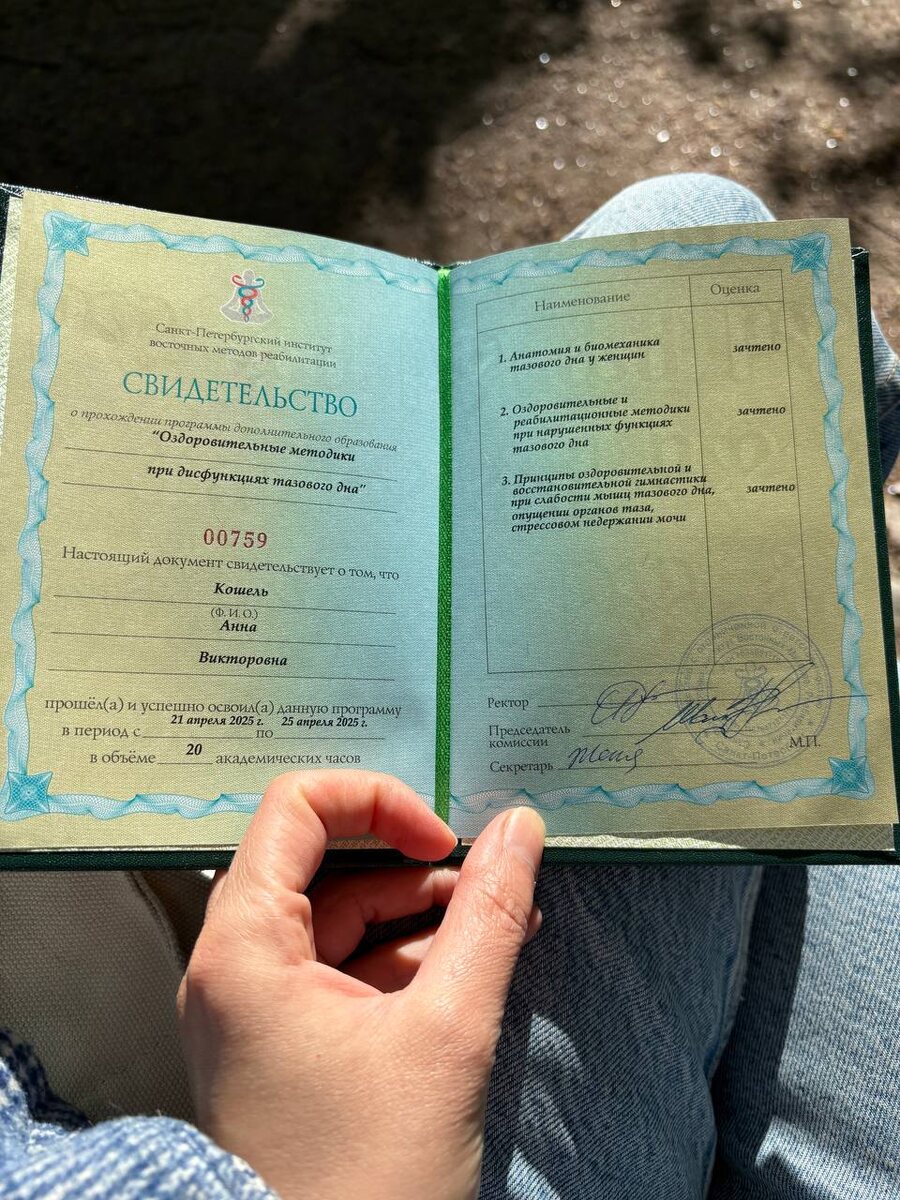 Санкт-Петербургский институт
восточных методов реабилитации
СВИДЕТЕЛЬСТВО
о прохождении программы дополнительного образования
“Оздоровительные методики
при дисфункциях тазового дна”
00759
Настоящий документ свидетельствует о том, что
Кошель
(Ф. И. О.)
Анна
Викторовна
прошёл(а) и успешно освоил(а) данную программу
в период с 21 апреля 2025 г. по 25 апреля 2025 г.
в объёме 20 академических часов
Наименование Оценка
1. Анатомия и биомеханика
тазового дна у женщин зачтено
2. Оздоровительные и
реабилитационные методики зачтено
при нарушенных функциях
тазового дна
3. Принципы оздоровительной и
восстановительной гимнастики
при слабости мышц тазового дна, зачтено
опущении органов таза,
стрессовом недержании мочи
Ректор
Председатель
комиссии
М.П.
Секретарь